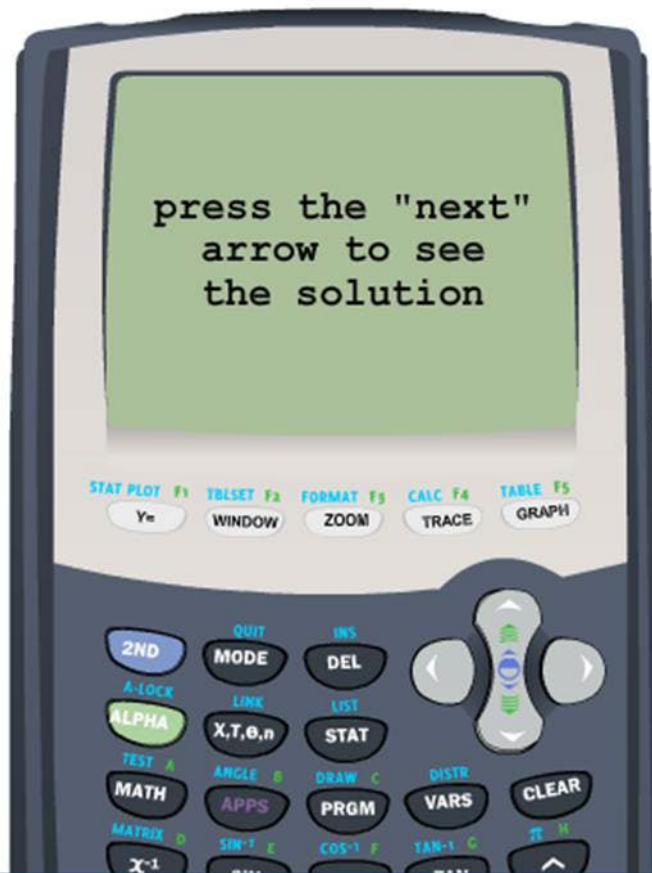 press the "next"
arrow to see
the solution
STAT PLOT F1 TBLSET F2 FORMAT F3 CALC F4 TABLE F5
Y= WINDOW ZOOM TRACE GRAPH
QUIT INS
2ND MODE DEL
A-LOCK LINK LIST
ALPHA X,T,θ,n STAT
TEST A ANGLE B DRAW C DISTR
MATH APPS PRGM VARS CLEAR
MATRIX D SIN-1 E COS-1 F TAN-1 G π H
x-1 ^